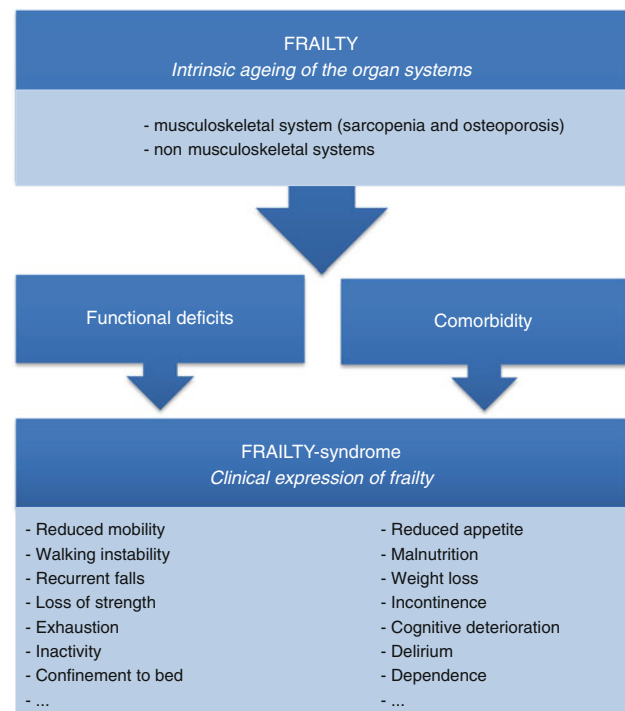 FRAILTY
Intrinsic ageing of the organ systems
- musculoskeletal system (sarcopenia and osteoporosis)
- non musculoskeletal systems
Functional deficits
Comorbidity
FRAILTY-syndrome
Clinical expression of frailty
- Reduced mobility
- Walking instability
- Recurrent falls
- Loss of strength
- Exhaustion
- Inactivity
- Confinement to bed
- ...
- Reduced appetite
- Malnutrition
- Weight loss
- Incontinence
- Cognitive deterioration
- Delirium
- Dependence
- ...